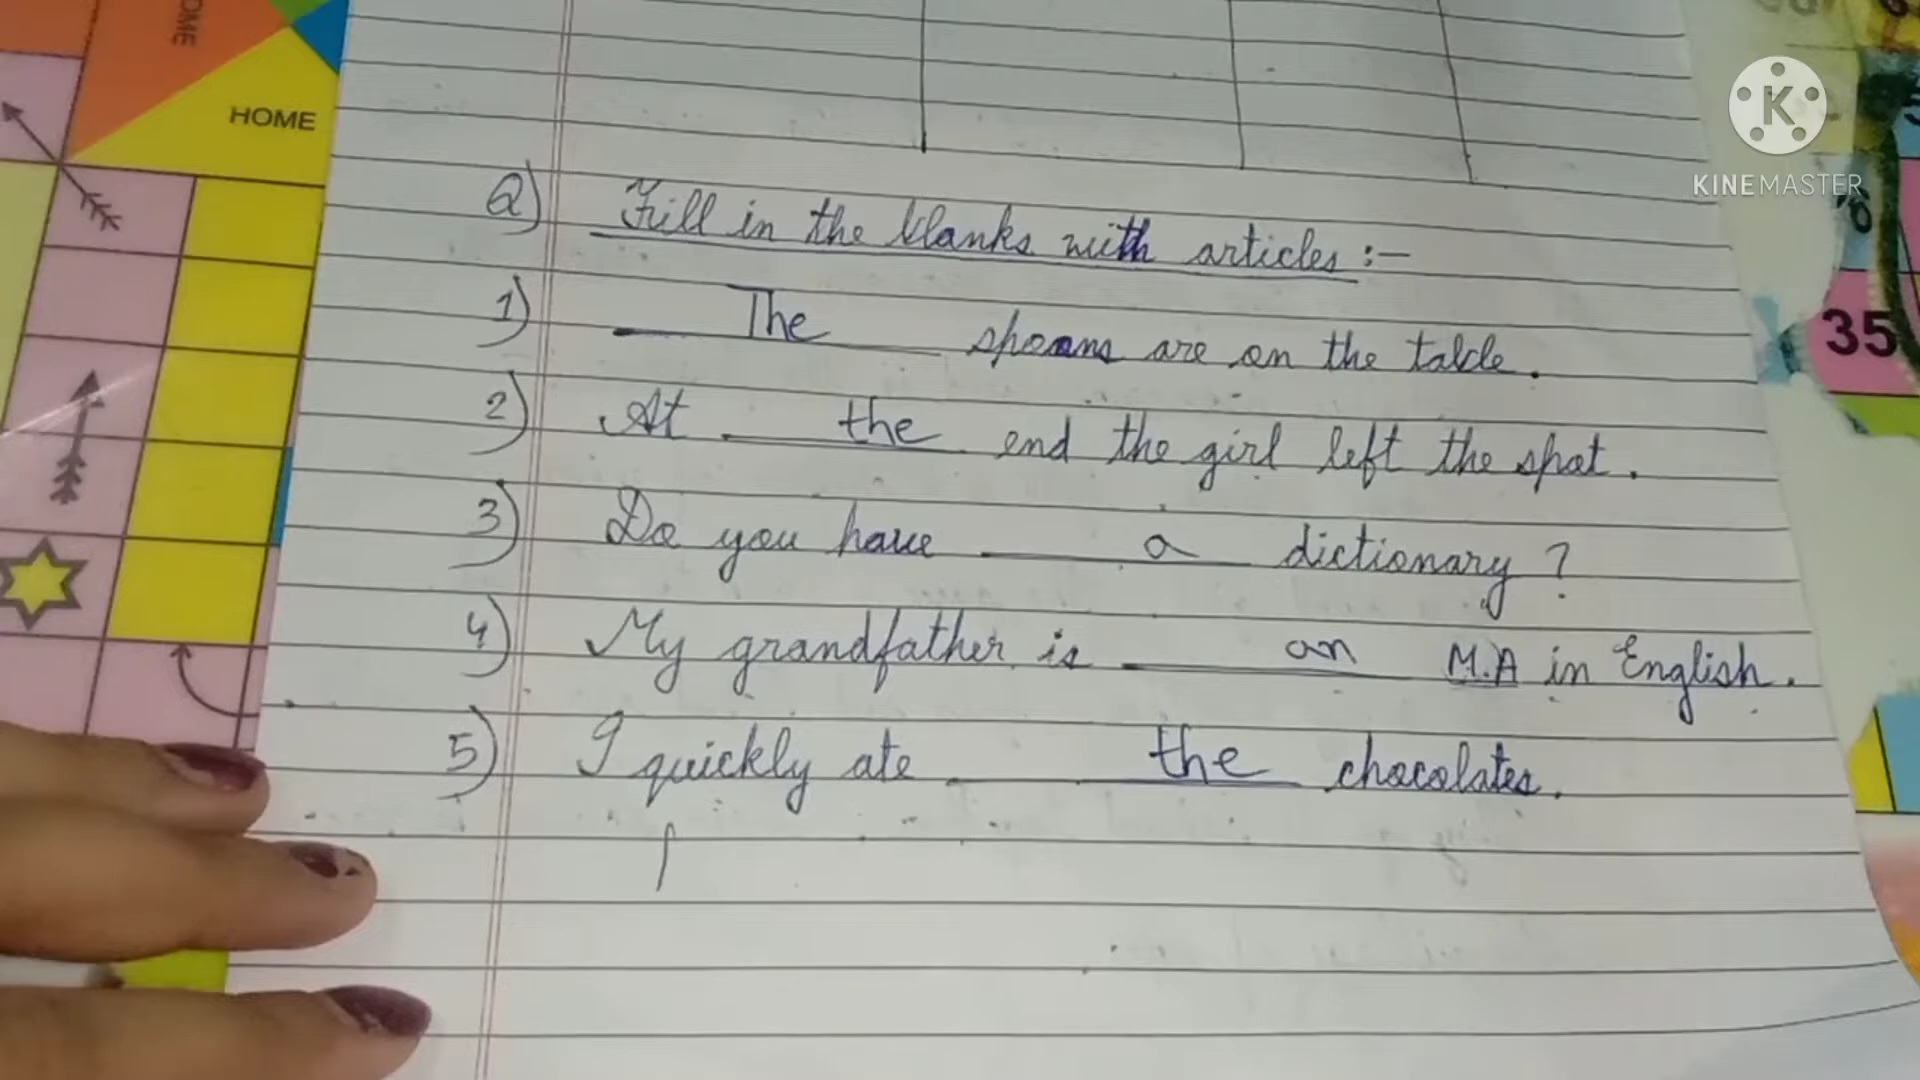 HOME
OME
K
KINEMASTER
35
Q) Fill in the blanks with articles :-
1) The spoons are on the table.
2) At the end the girl left the spot.
3) Do you have a dictionary ?
4) My grandfather is an M.A in English.
5) I quickly ate the chocolates.